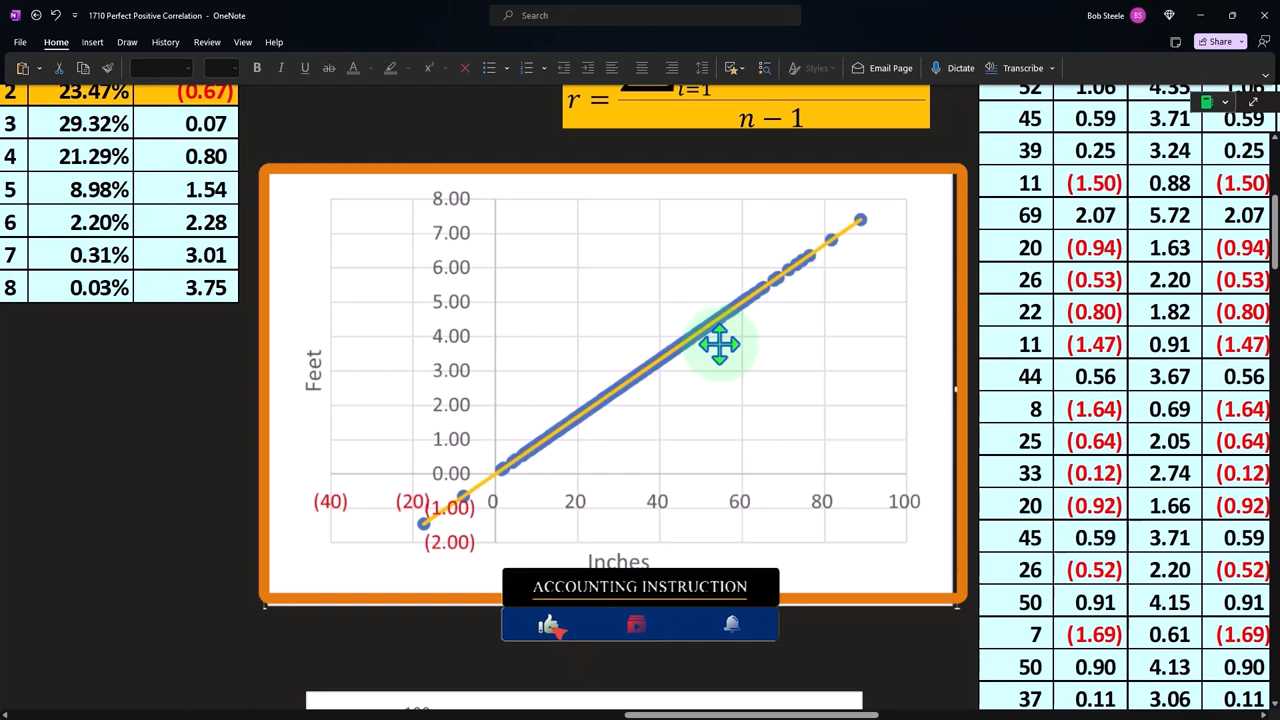 1710 Perfect Positive Correlation - OneNote
Search
Bob Steele BS
File Home Insert Draw History Review View Help
Share
B I U ab A x
Styles
Email Page
Dictate
Transcribe
2 23.47% (0.67)
3 29.32% 0.07
4 21.29% 0.80
5 8.98% 1.54
6 2.20% 2.28
7 0.31% 3.01
8 0.03% 3.75
r = i=1
n − 1
8.00
7.00
6.00
5.00
4.00
3.00
2.00
1.00
0.00
(1.00)
(2.00)
Feet
(40) (20) 0 20 40 60 80 100
Inches
ACCOUNTING INSTRUCTION
52 1.06 4.35 1.06
45 0.59 3.71 0.59
39 0.25 3.24 0.25
11 (1.50) 0.88 (1.50)
69 2.07 5.72 2.07
20 (0.94) 1.63 (0.94)
26 (0.53) 2.20 (0.53)
22 (0.80) 1.82 (0.80)
11 (1.47) 0.91 (1.47)
44 0.56 3.67 0.56
8 (1.64) 0.69 (1.64)
25 (0.64) 2.05 (0.64)
33 (0.12) 2.74 (0.12)
20 (0.92) 1.66 (0.92)
45 0.59 3.71 0.59
26 (0.52) 2.20 (0.52)
50 0.91 4.15 0.91
7 (1.69) 0.61 (1.69)
50 0.90 4.13 0.90
37 0.11 3.06 0.11